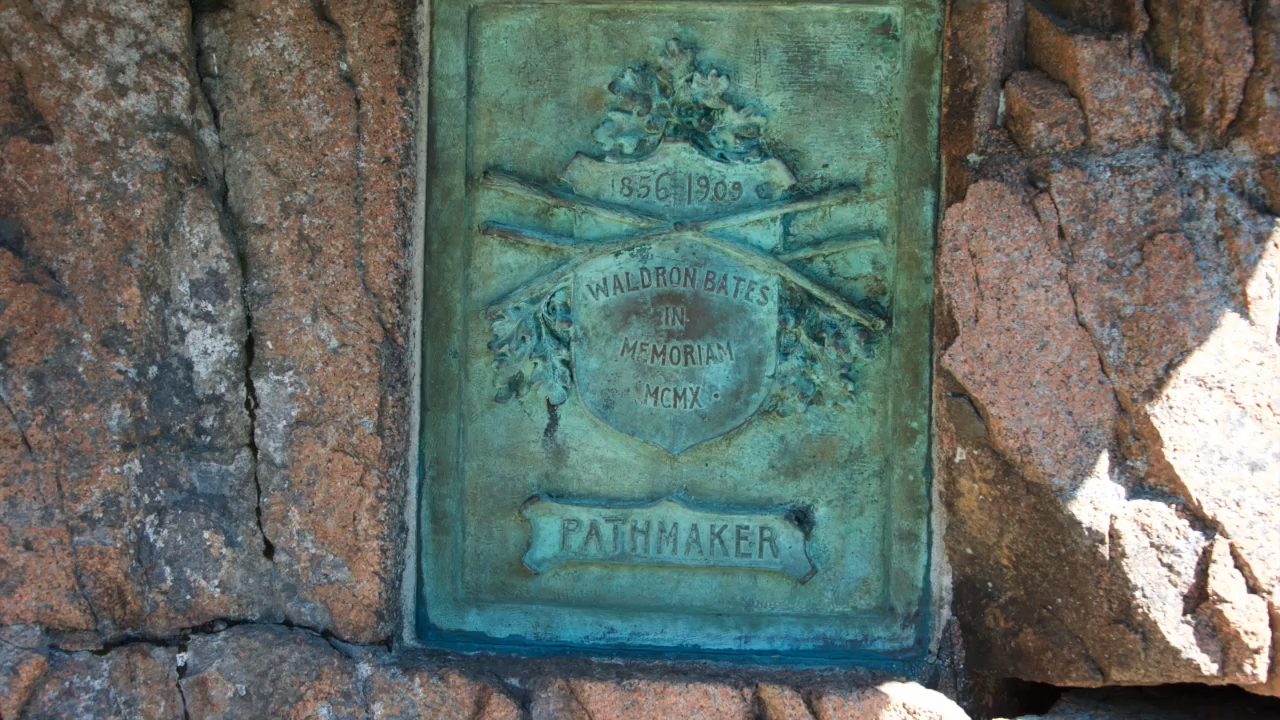 1856-1909
WALDRON BATES
IN
MEMORIAM
MCMX
PATHMAKER